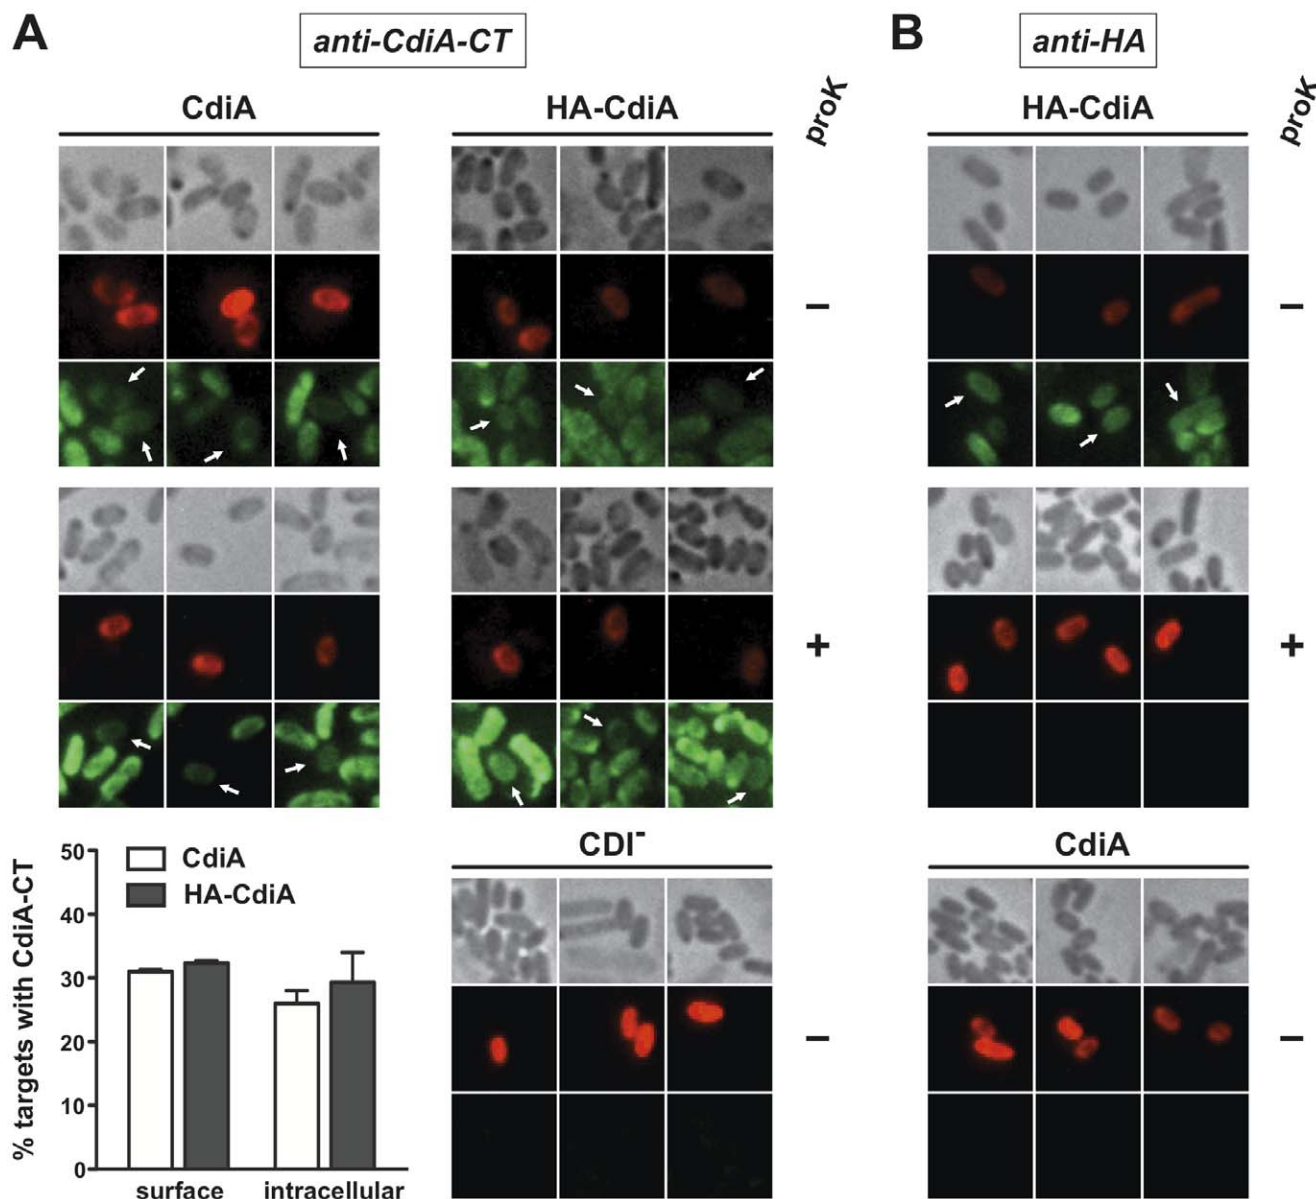 A
anti-CdiA-CT
B
anti-HA
CdiA
HA-CdiA
proK
HA-CdiA
proK
–
–
+
+
CDI⁻
CdiA
–
–
% targets with CdiA-CT
50
40
30
20
10
0
CdiA
HA-CdiA
surface
intracellular